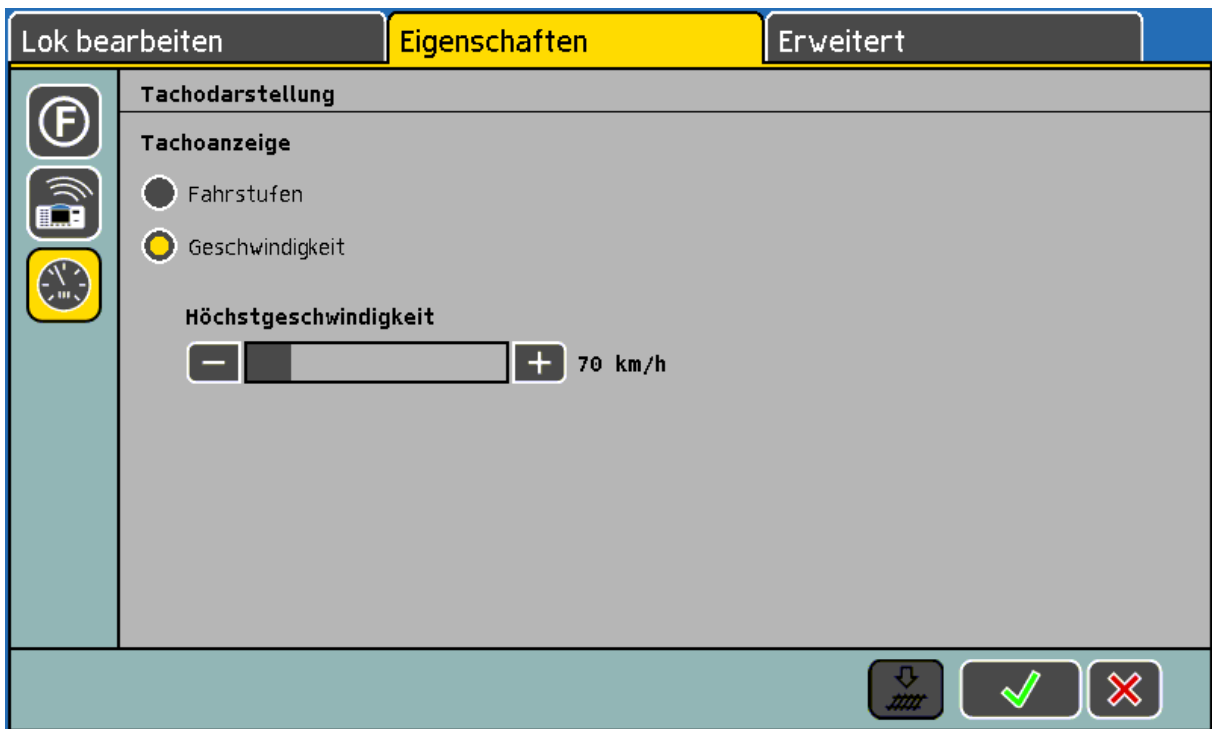 Lok bearbeiten
Eigenschaften
Erweitert
F
Tachodarstellung
Tachoanzeige
Fahrstufen
Geschwindigkeit
Höchstgeschwindigkeit
70 km/h